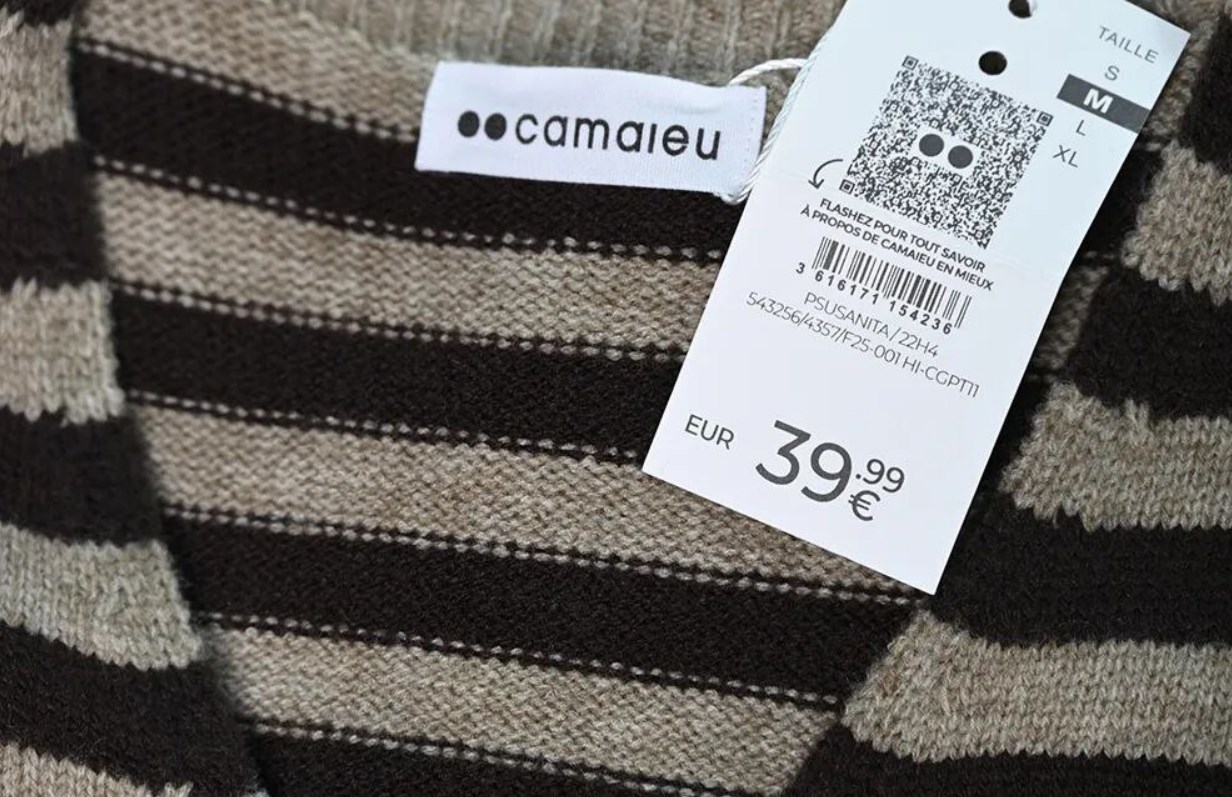 camaieu
TAILLE
S
M
L
XL
FLASHEZ POUR TOUT SAVOIR
À PROPOS DE CAMAIEU EN MIEUX
3 616171 154236
PSUSANITA/22H4
543256/4357/F25-001 HI-CGPT11
EUR 39.99 €